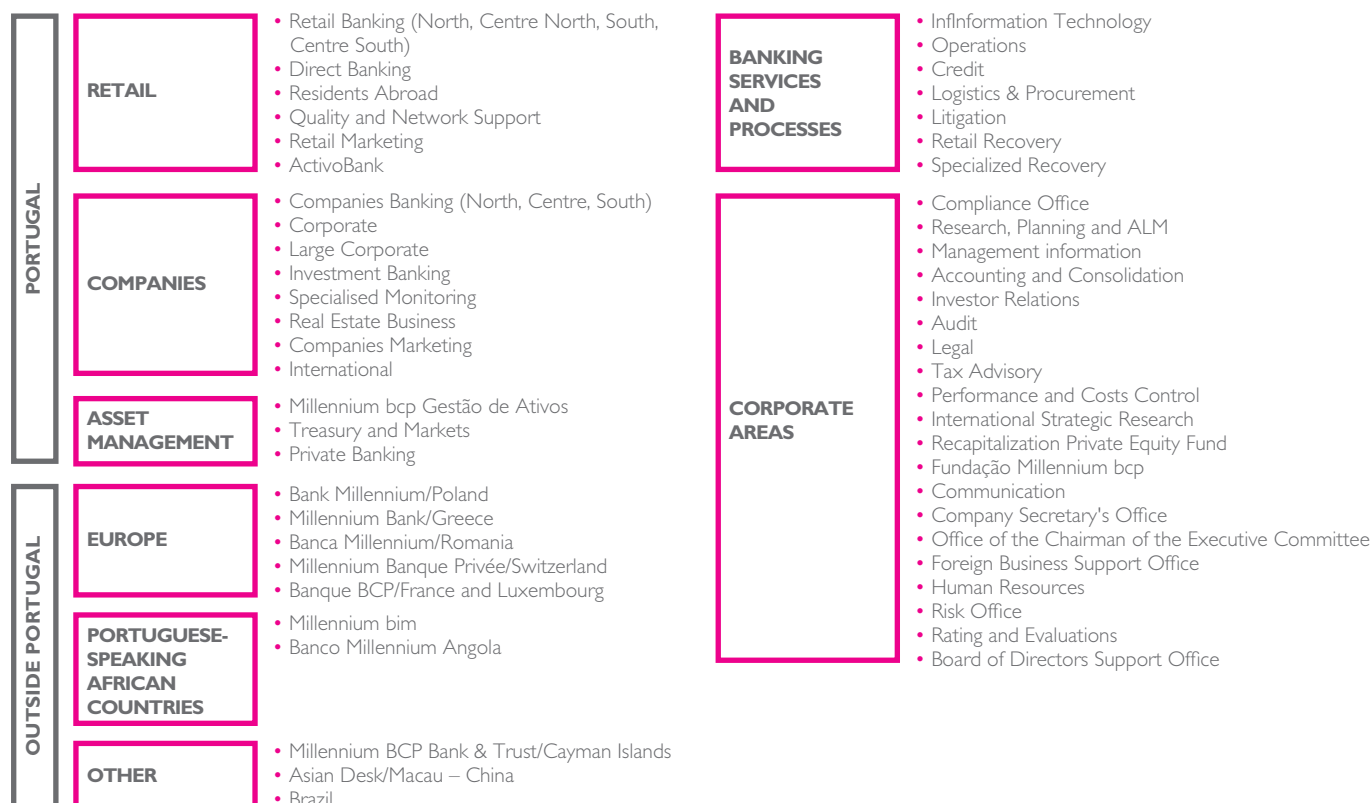 PORTUGAL
RETAIL
• Retail Banking (North, Centre North, South,
Centre South)
• Direct Banking
• Residents Abroad
• Quality and Network Support
• Retail Marketing
• ActivoBank
COMPANIES
• Companies Banking (North, Centre, South)
• Corporate
• Large Corporate
• Investment Banking
• Specialised Monitoring
• Real Estate Business
• Companies Marketing
• International
ASSET
MANAGEMENT
• Millennium bcp Gestão de Ativos
• Treasury and Markets
• Private Banking
OUTSIDE PORTUGAL
EUROPE
• Bank Millennium/Poland
• Millennium Bank/Greece
• Banca Millennium/Romania
• Millennium Banque Privée/Switzerland
• Banque BCP/France and Luxembourg
PORTUGUESE-
SPEAKING
AFRICAN
COUNTRIES
• Millennium bim
• Banco Millennium Angola
OTHER
• Millennium BCP Bank & Trust/Cayman Islands
• Asian Desk/Macau – China
• Brazil
BANKING
SERVICES
AND
PROCESSES
• InfInformation Technology
• Operations
• Credit
• Logistics & Procurement
• Litigation
• Retail Recovery
• Specialized Recovery
CORPORATE
AREAS
• Compliance Office
• Research, Planning and ALM
• Management information
• Accounting and Consolidation
• Investor Relations
• Audit
• Legal
• Tax Advisory
• Performance and Costs Control
• International Strategic Research
• Recapitalization Private Equity Fund
• Fundação Millennium bcp
• Communication
• Company Secretary's Office
• Office of the Chairman of the Executive Committee
• Foreign Business Support Office
• Human Resources
• Risk Office
• Rating and Evaluations
• Board of Directors Support Office